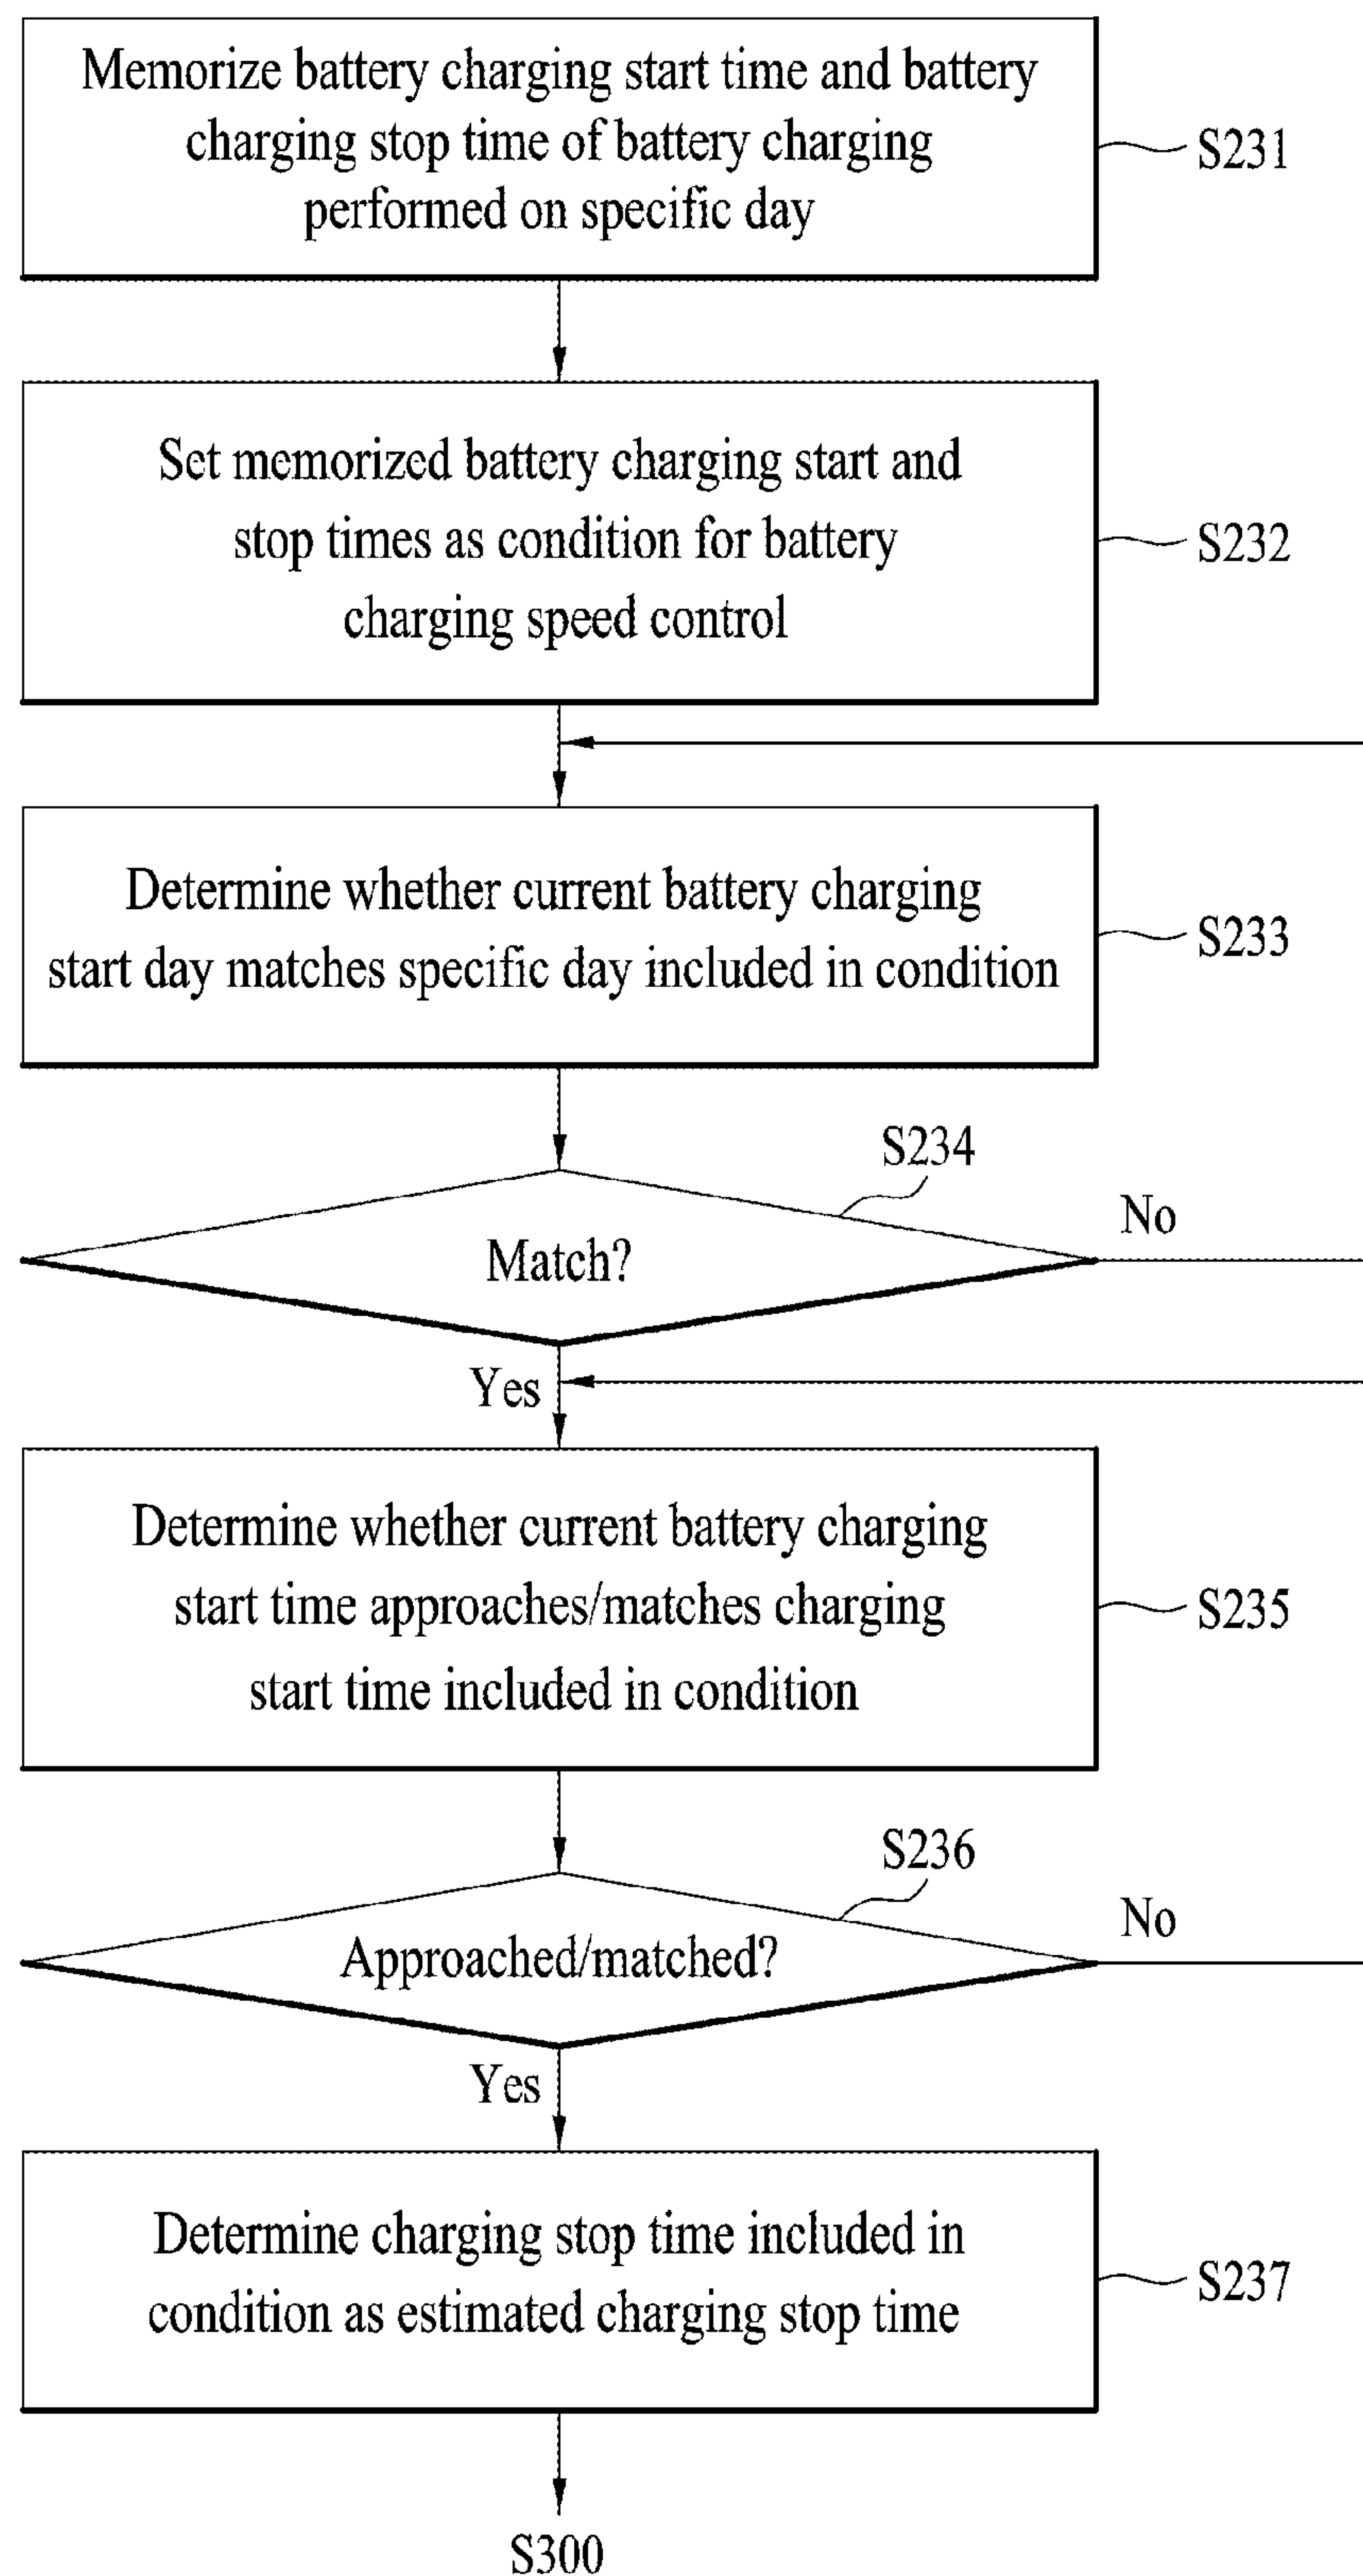 Memorize battery charging start time and battery
charging stop time of battery charging
performed on specific day
S231
Set memorized battery charging start and
stop times as condition for battery
charging speed control
S232
Determine whether current battery charging
start day matches specific day included in condition
S233
S234
Match?
No
Yes
Determine whether current battery charging
start time approaches/matches charging
start time included in condition
S235
S236
Approached/matched?
No
Yes
Determine charging stop time included in
condition as estimated charging stop time
S237
S300